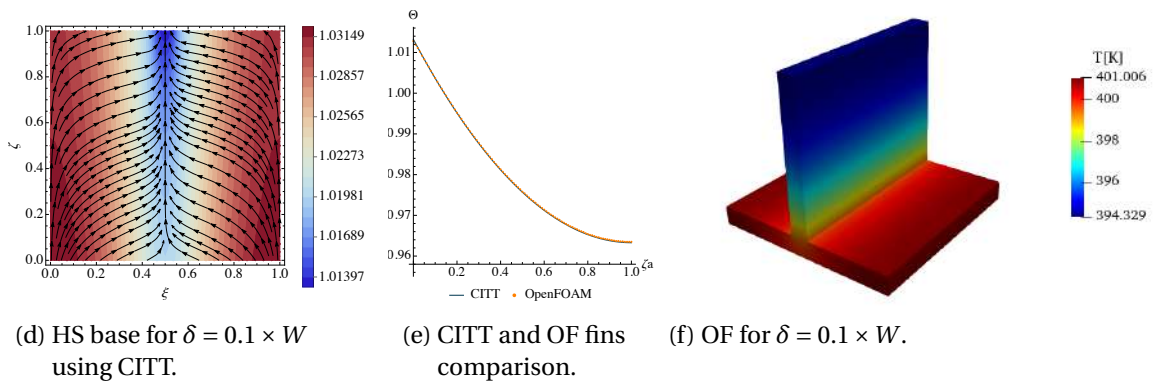 1.0
0.8
0.6
0.4
0.2
0.0
ζ
0.0 0.2 0.4 0.6 0.8 1.0
ξ
1.03149
1.02857
1.02565
1.02273
1.01981
1.01689
1.01397
Θ
1.01
1.00
0.99
0.98
0.97
0.96
0.2 0.4 0.6 0.8 1.0 ζa
CITT OpenFOAM
T[K]
401.006
400
398
396
394.329
(d) HS base for δ = 0.1 × W
using CITT.
(e) CITT and OF fins
comparison.
(f) OF for δ = 0.1 × W.